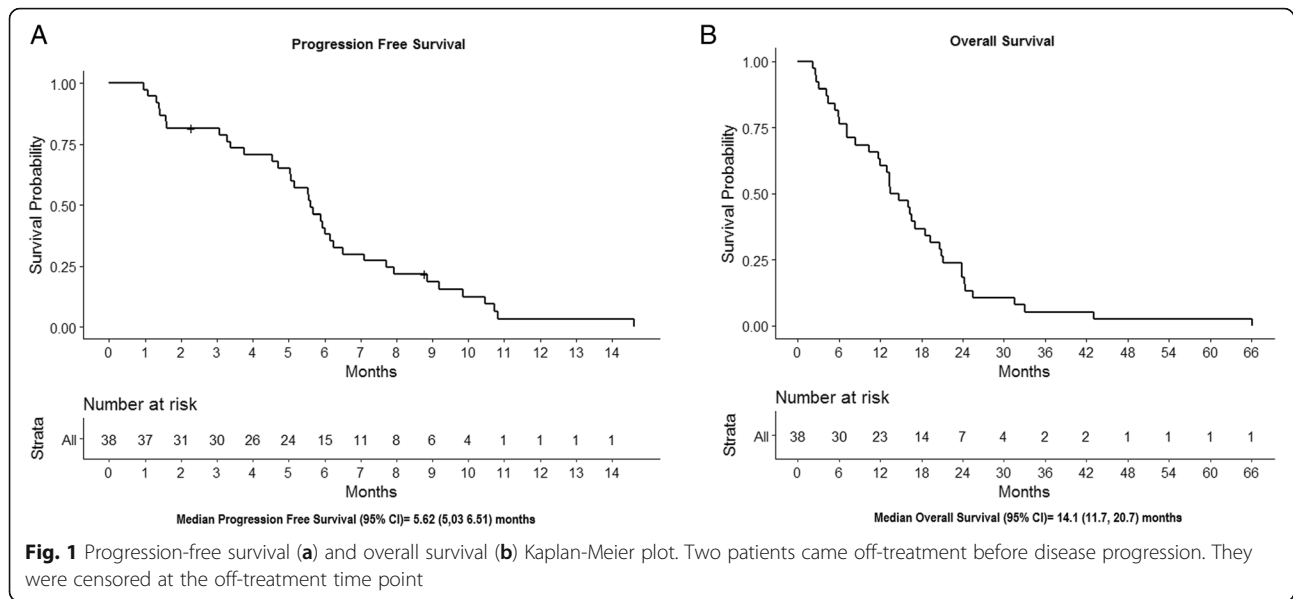 A
Progression Free Survival
1.00
0.75
0.50
0.25
0.00
Survival Probability
0 1 2 3 4 5 6 7 8 9 10 11 12 13 14
Months
Number at risk
Strata
All 38 37 31 30 26 24 15 11 8 6 4 1 1 1 1
0 1 2 3 4 5 6 7 8 9 10 11 12 13 14
Months
Median Progression Free Survival (95% CI)= 5.62 (5,03 6.51) months
B
Overall Survival
1.00
0.75
0.50
0.25
0.00
Survival Probability
0 6 12 18 24 30 36 42 48 54 60 66
Months
Number at risk
Strata
All 38 30 23 14 7 4 2 2 1 1 1 1
0 6 12 18 24 30 36 42 48 54 60 66
Months
Median Overall Survival (95% CI)= 14.1 (11.7, 20.7) months
Fig. 1 Progression-free survival (a) and overall survival (b) Kaplan-Meier plot. Two patients came off-treatment before disease progression. They
were censored at the off-treatment time point